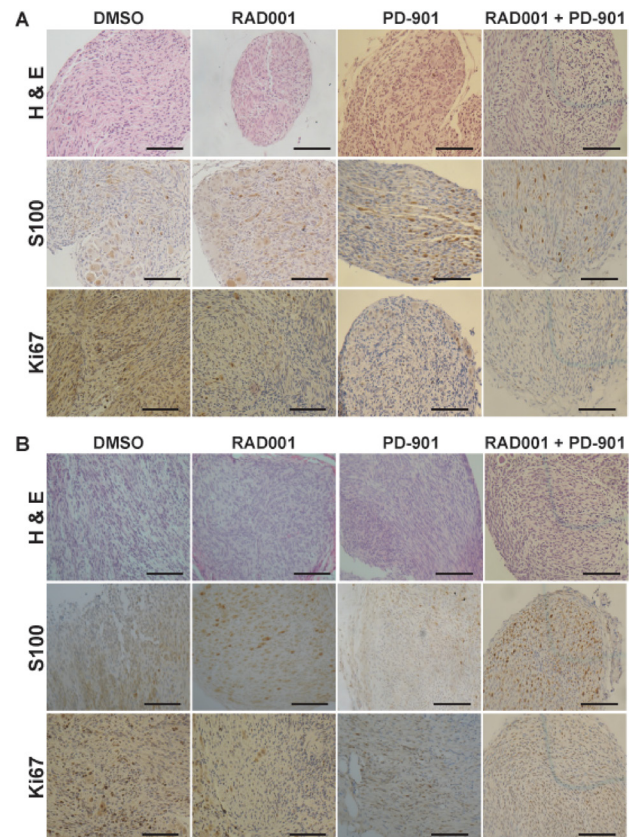 A
DMSO RAD001 PD-901 RAD001 + PD-901
H & E
S100
Ki67
B
DMSO RAD001 PD-901 RAD001 + PD-901
H & E
S100
Ki67